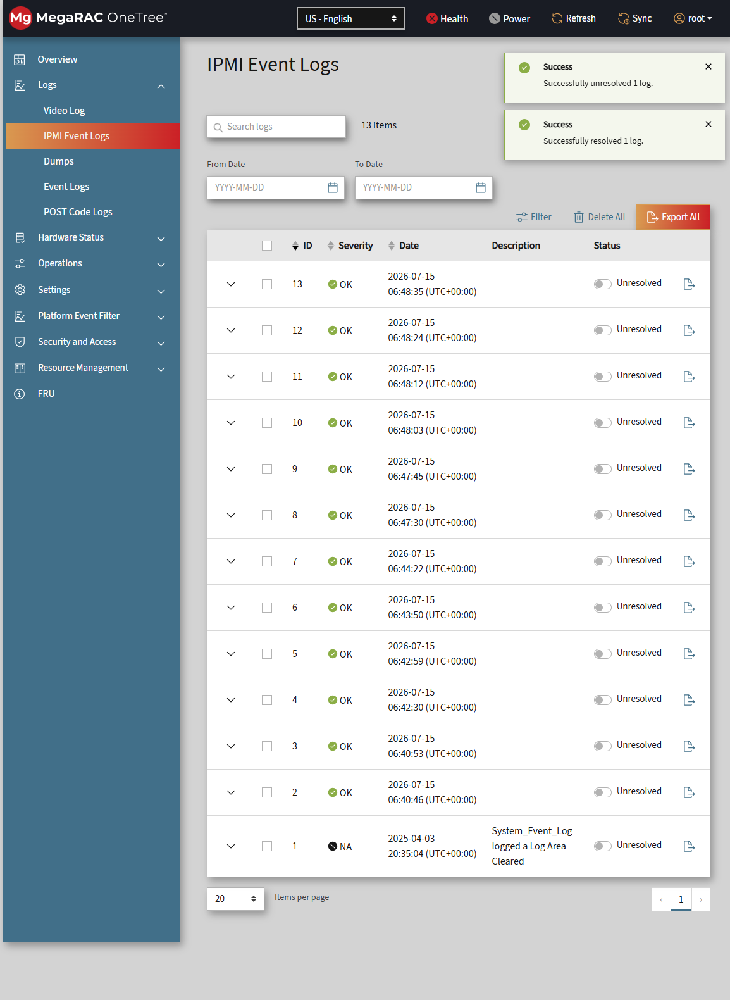 Mg MegaRAC OneTree™
US - English
Health
Power
Refresh
Sync
root
Overview
Logs
Video Log
IPMI Event Logs
Dumps
Event Logs
POST Code Logs
Hardware Status
Operations
Settings
Platform Event Filter
Security and Access
Resource Management
FRU
IPMI Event Logs
Success
Successfully unresolved 1 log.
Success
Successfully resolved 1 log.
Search logs
13 items
From Date
To Date
YYYY-MM-DD
YYYY-MM-DD
Filter
Delete All
Export All
ID Severity Date Description Status
13 OK 2026-07-15 Unresolved
06:48:35 (UTC+00:00)
12 OK 2026-07-15 Unresolved
06:48:24 (UTC+00:00)
11 OK 2026-07-15 Unresolved
06:48:12 (UTC+00:00)
10 OK 2026-07-15 Unresolved
06:48:03 (UTC+00:00)
9 OK 2026-07-15 Unresolved
06:47:45 (UTC+00:00)
8 OK 2026-07-15 Unresolved
06:47:30 (UTC+00:00)
7 OK 2026-07-15 Unresolved
06:44:22 (UTC+00:00)
6 OK 2026-07-15 Unresolved
06:43:50 (UTC+00:00)
5 OK 2026-07-15 Unresolved
06:42:59 (UTC+00:00)
4 OK 2026-07-15 Unresolved
06:42:30 (UTC+00:00)
3 OK 2026-07-15 Unresolved
06:40:53 (UTC+00:00)
2 OK 2026-07-15 Unresolved
06:40:46 (UTC+00:00)
1 NA 2025-04-03
20:35:04 (UTC+00:00)
System_Event_Log
logged a Log Area
Cleared
Unresolved
20
Items per page
‹ 1 ›